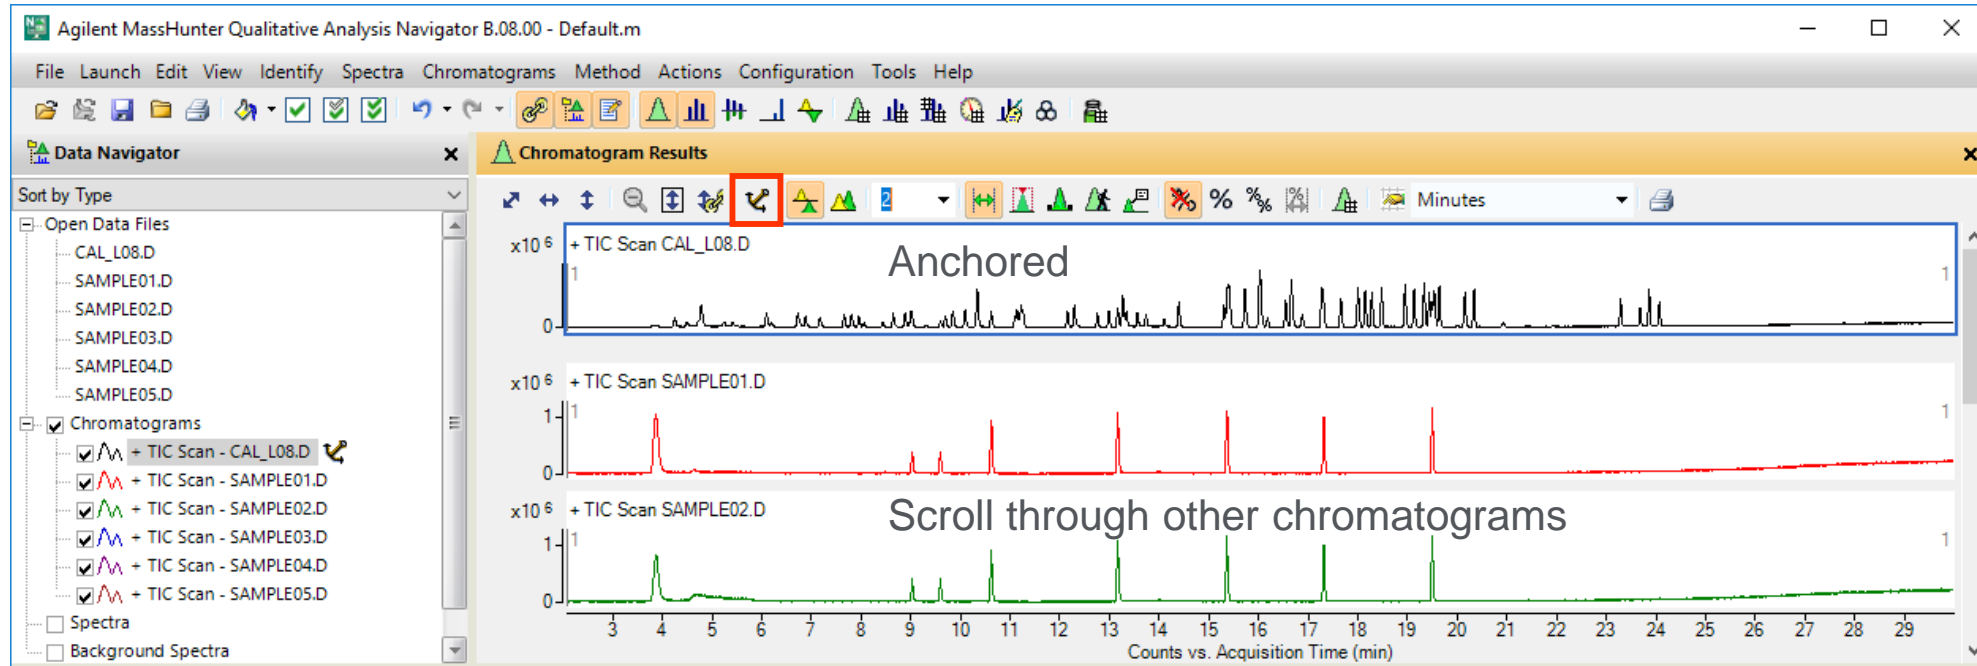 Agilent MassHunter Qualitative Analysis Navigator B.08.00 - Default.m
File Launch Edit View Identify Spectra Chromatograms Method Actions Configuration Tools Help
Data Navigator
Chromatogram Results
Sort by Type
2
% %% Minutes
Open Data Files
CAL_L08.D
SAMPLE01.D
SAMPLE02.D
SAMPLE03.D
SAMPLE04.D
SAMPLE05.D
Chromatograms
+ TIC Scan - CAL_L08.D
+ TIC Scan - SAMPLE01.D
+ TIC Scan - SAMPLE02.D
+ TIC Scan - SAMPLE03.D
+ TIC Scan - SAMPLE04.D
+ TIC Scan - SAMPLE05.D
Spectra
Background Spectra
x10 6 + TIC Scan CAL_L08.D
Anchored
1 1
0
x10 6 + TIC Scan SAMPLE01.D
1 1 1
0
x10 6 + TIC Scan SAMPLE02.D
Scroll through other chromatograms
1 1 1
0
3 4 5 6 7 8 9 10 11 12 13 14 15 16 17 18 19 20 21 22 23 24 25 26 27 28 29
Counts vs. Acquisition Time (min)